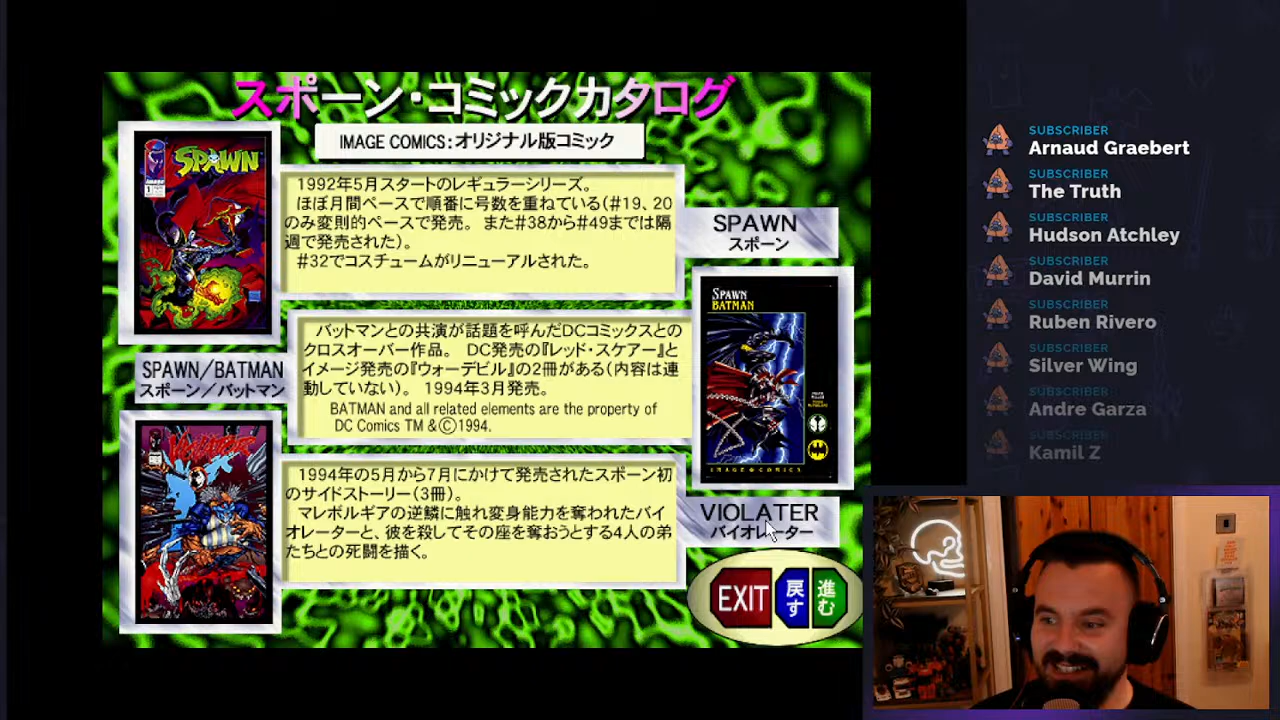 スポーン・コミックカタログ
IMAGE COMICS:オリジナル版コミック
SPAWN
1992年5月スタートのレギュラーシリーズ。
ほぼ月間ペースで順番に号数を重ねている(#19、20
のみ変則的ペースで発売。 また#38から#49までは隔
週で発売された)。
#32でコスチュームがリニューアルされた。
SPAWN
スポーン
SPAWN
BATMAN
IMAGE COMICS
バットマンとの共演が話題を呼んだDCコミックスとの
クロスオーバー作品。 DC発売の『レッド・スケアー』と
イメージ発売の『ウォーデビル』の2冊がある(内容は連
動していない)。 1994年3月発売。
BATMAN and all related elements are the property of
DC Comics TM &©1994.
SPAWN/BATMAN
スポーン/バットマン
1994年の5月から7月にかけて発売されたスポーン初
のサイドストーリー(3冊)。
マレボルギアの逆鱗に触れ変身能力を奪われたバイ
オレーターと、彼を殺してその座を奪おうとする4人の弟
たちとの死闘を描く。
VIOLATER
バイオレーター
EXIT
戻す
進む
SUBSCRIBER
Arnaud Graebert
SUBSCRIBER
The Truth
SUBSCRIBER
Hudson Atchley
SUBSCRIBER
David Murrin
SUBSCRIBER
Ruben Rivero
SUBSCRIBER
Silver Wing
SUBSCRIBER
Andre Garza
SUBSCRIBER
Kamil Z